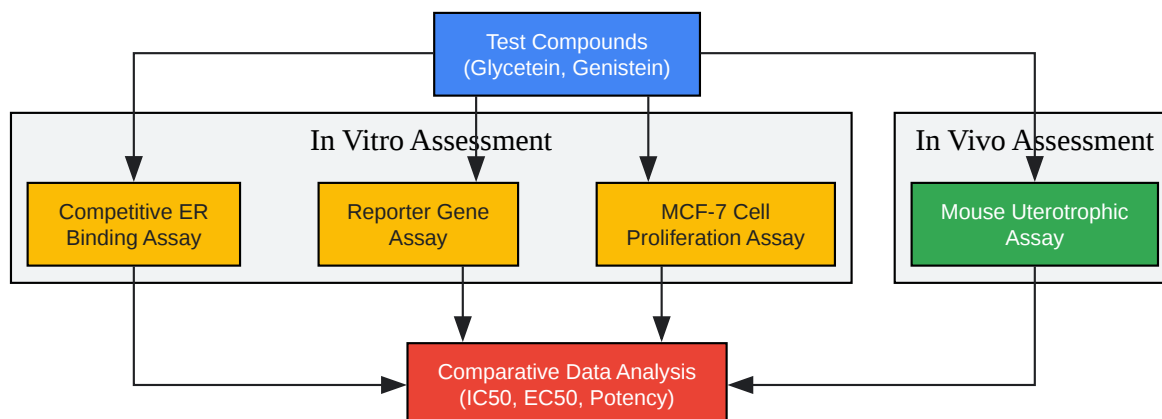 Test Compounds
(Glycetein, Genistein)
In Vitro Assessment
In Vivo Assessment
Competitive ER
Binding Assay
Reporter Gene
Assay
MCF-7 Cell
Proliferation Assay
Mouse Uterotrophic
Assay
Comparative Data Analysis
(IC50, EC50, Potency)